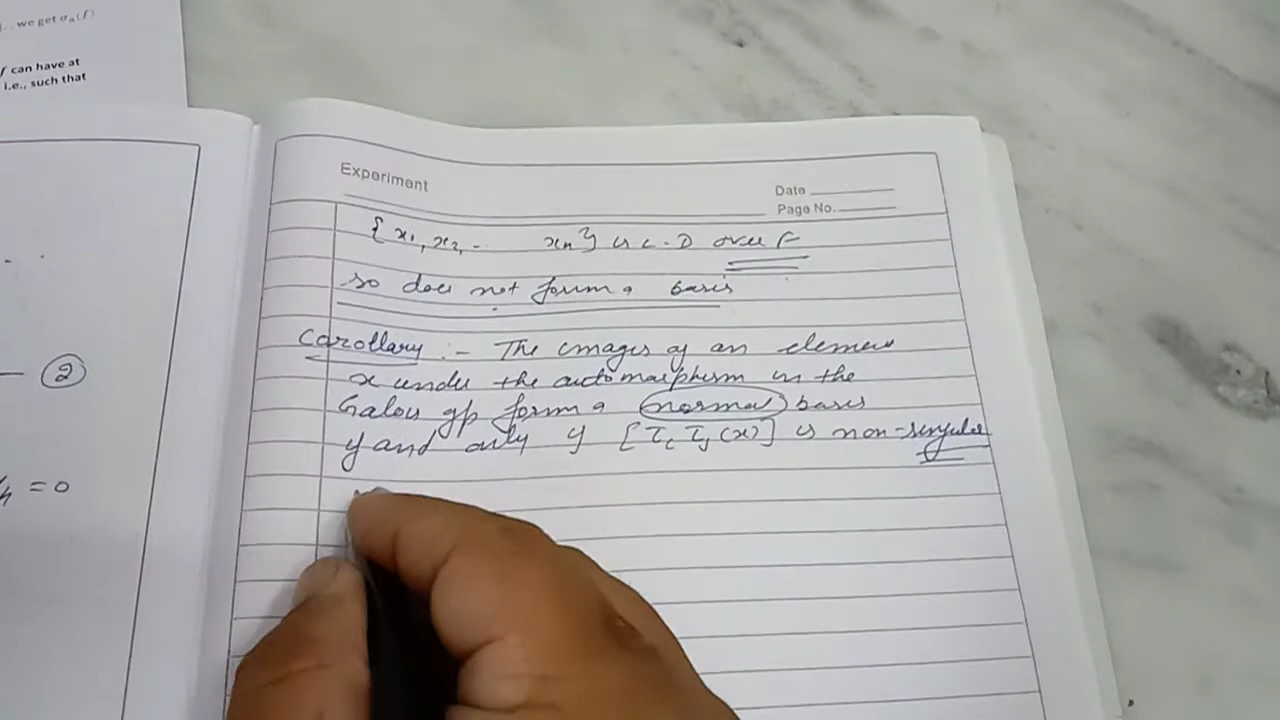 we get σₐ(f)
f can have at
i.e., such that
②
= 0
Experiment
Date
Page No.
{x₁, x₂, - xₙ} is L.D over F
so does not form a basis
Corollary :- The images of an element
x under the automorphism in the
Galois gp form a normal basis
if and only if [τᵢ τⱼ (x)] is non-singular